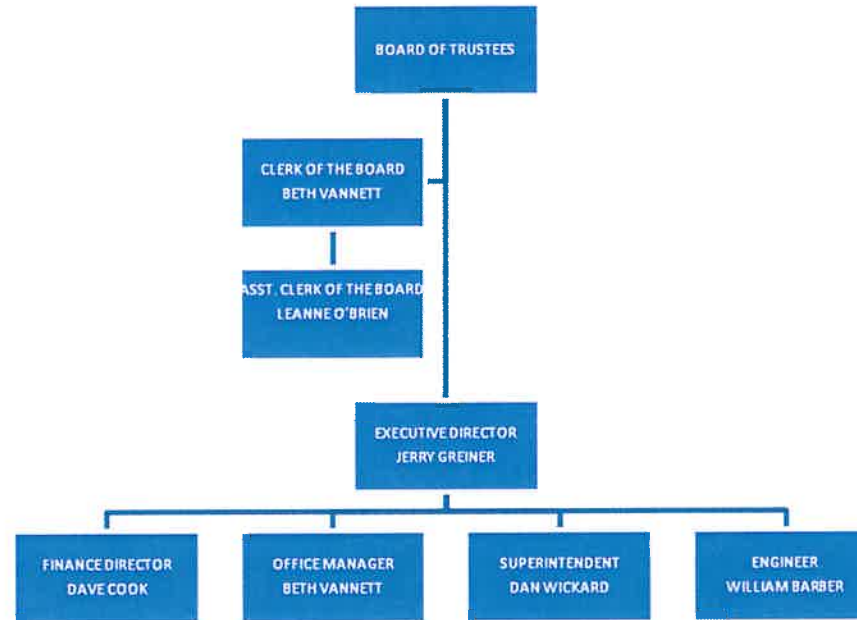 BOARD OF TRUSTEES
CLERK OF THE BOARD
BETH VANNETT
ASST. CLERK OF THE BOARD
LEANNE O'BRIEN
EXECUTIVE DIRECTOR
JERRY GREINER
FINANCE DIRECTOR
DAVE COOK
OFFICE MANAGER
BETH VANNETT
SUPERINTENDENT
DAN WICKARD
ENGINEER
WILLIAM BARBER